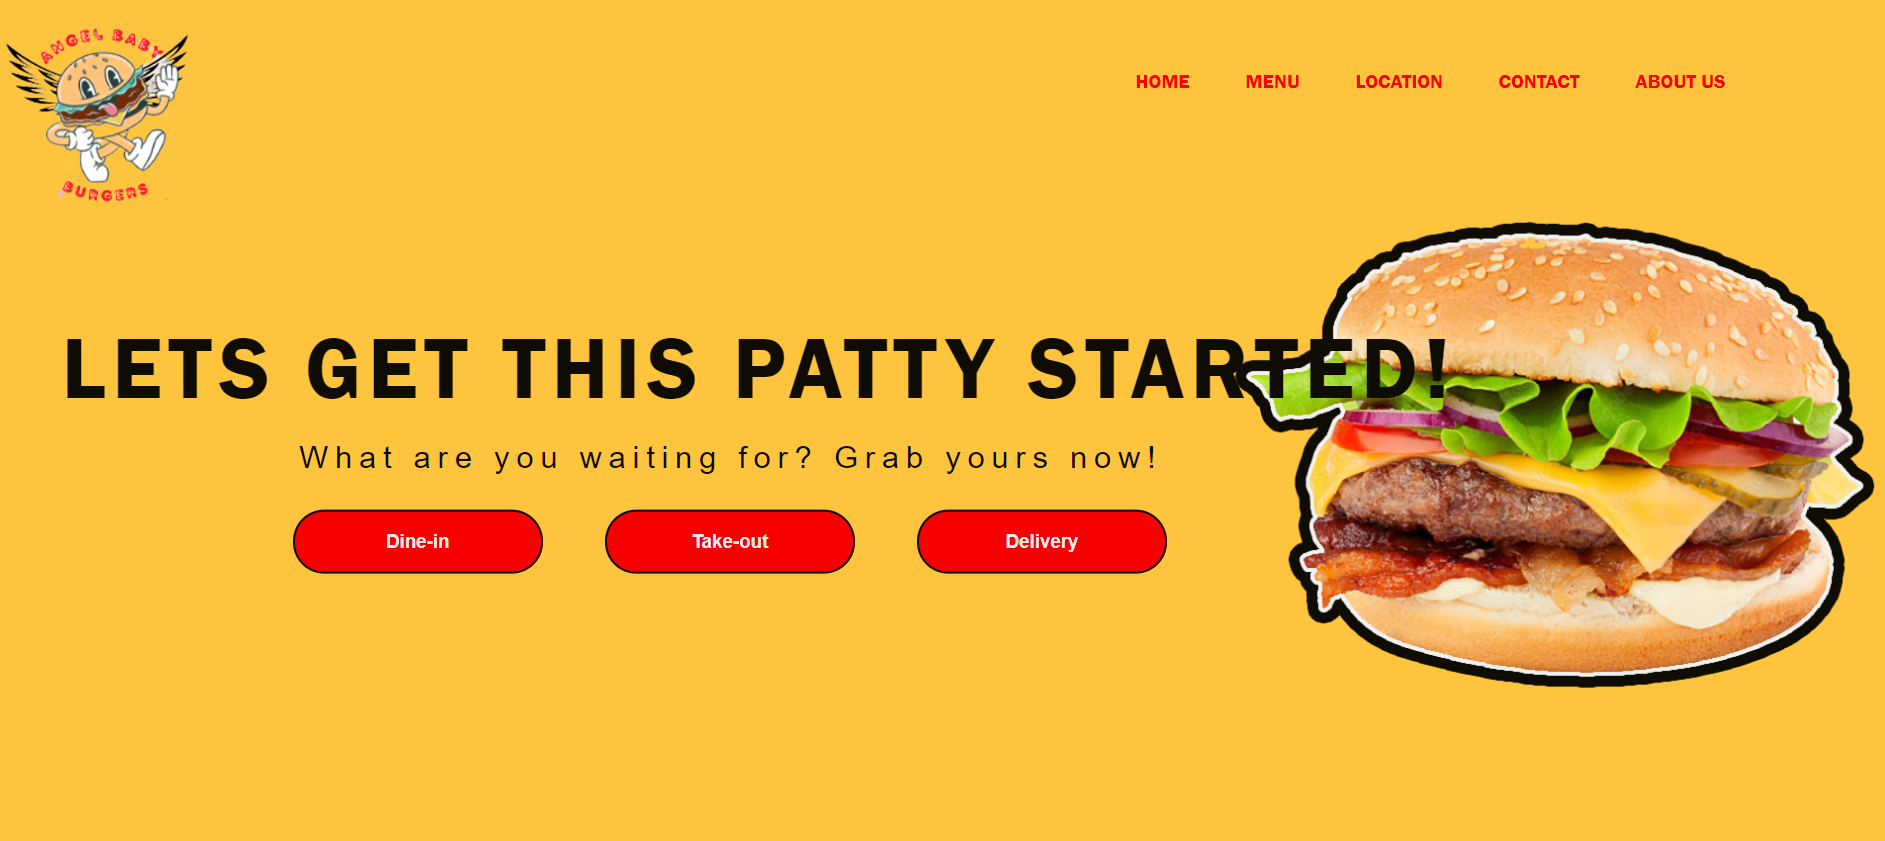 ANGEL BABY
BURGERS
HOME MENU LOCATION CONTACT ABOUT US
LETS GET THIS PATTY STARTED!
What are you waiting for? Grab yours now!
Dine-in Take-out Delivery